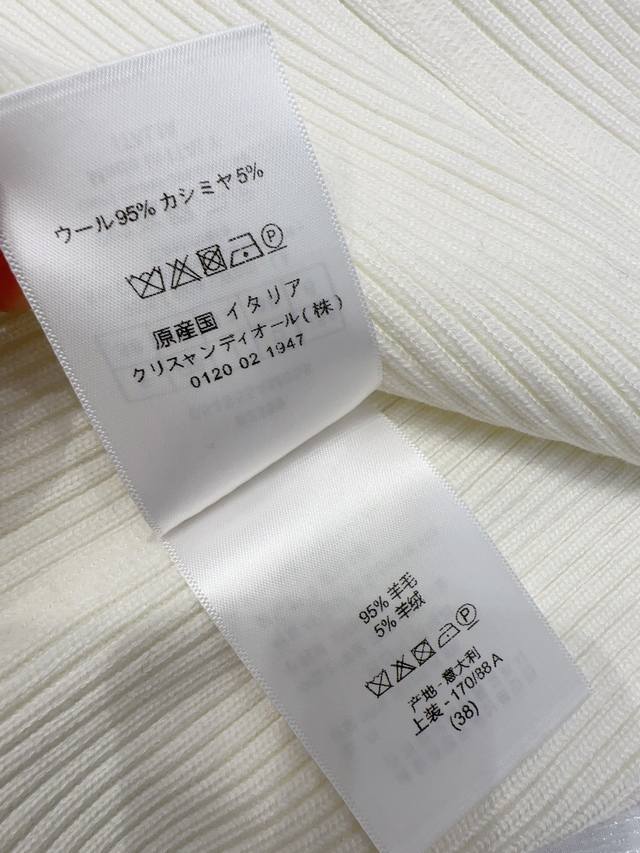 ウール95% カシミヤ5%
P
原産国 イタリア
クリスャンディオール(株)
0120 02 1947
95% 羊毛
5% 羊绒
P
产地 - 意大利
上装 - 170/88 A
(38)